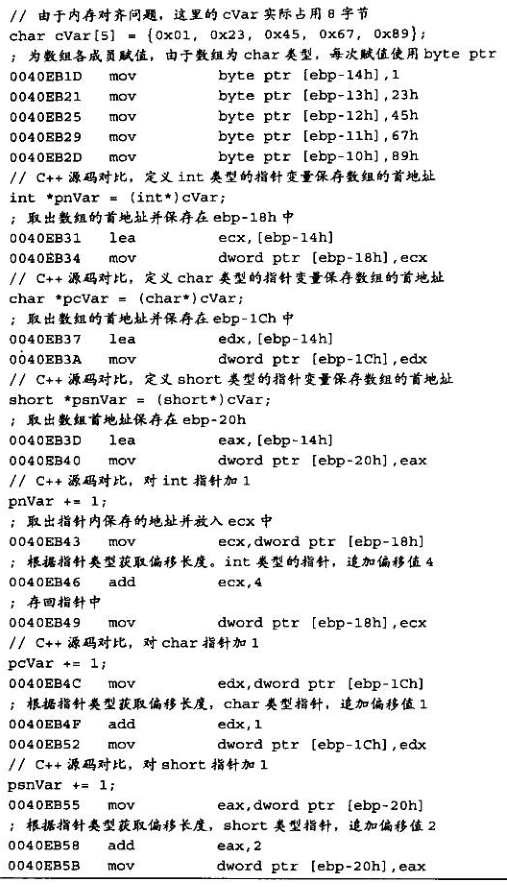 // 由于内存对齐问题，这里的 cVar 实际占用 8 字节
char cVar[5] = {0x01, 0x23, 0x45, 0x67, 0x89};
; 为数组各成员赋值，由于数组为 char 类型，每次赋值使用 byte ptr
0040EB1D mov byte ptr [ebp-14h],1
0040EB21 mov byte ptr [ebp-13h],23h
0040EB25 mov byte ptr [ebp-12h],45h
0040EB29 mov byte ptr [ebp-11h],67h
0040EB2D mov byte ptr [ebp-10h],89h
// C++ 源码对比，定义 int 类型的指针变量保存数组的首地址
int *pnVar = (int*)cVar;
; 取出数组的首地址并保存在 ebp-18h 中
0040EB31 lea ecx,[ebp-14h]
0040EB34 mov dword ptr [ebp-18h],ecx
// C++ 源码对比，定义 char 类型的指针变量保存数组的首地址
char *pcVar = (char*)cVar;
; 取出数组的首地址并保存在 ebp-1Ch 中
0040EB37 lea edx,[ebp-14h]
0040EB3A mov dword ptr [ebp-1Ch],edx
// C++ 源码对比，定义 short 类型的指针变量保存数组的首地址
short *psnVar = (short*)cVar;
; 取出数组首地址保存在 ebp-20h
0040EB3D lea eax,[ebp-14h]
0040EB40 mov dword ptr [ebp-20h],eax
// C++ 源码对比，对 int 指针加 1
pnVar += 1;
; 取出指针内保存的地址并放入 ecx 中
0040EB43 mov ecx,dword ptr [ebp-18h]
; 根据指针类型获取偏移长度。int 类型的指针，追加偏移值 4
0040EB46 add ecx,4
; 存回指针中
0040EB49 mov dword ptr [ebp-18h],ecx
// C++ 源码对比，对 char 指针加 1
pcVar += 1;
0040EB4C mov edx,dword ptr [ebp-1Ch]
; 根据指针类型获取偏移长度，char 类型指针，追加偏移值 1
0040EB4F add edx,1
0040EB52 mov dword ptr [ebp-1Ch],edx
// C++ 源码对比，对 short 指针加 1
psnVar += 1;
0040EB55 mov eax,dword ptr [ebp-20h]
; 根据指针类型获取偏移长度，short 类型指针，追加偏移值 2
0040EB58 add eax,2
0040EB5B mov dword ptr [ebp-20h],eax